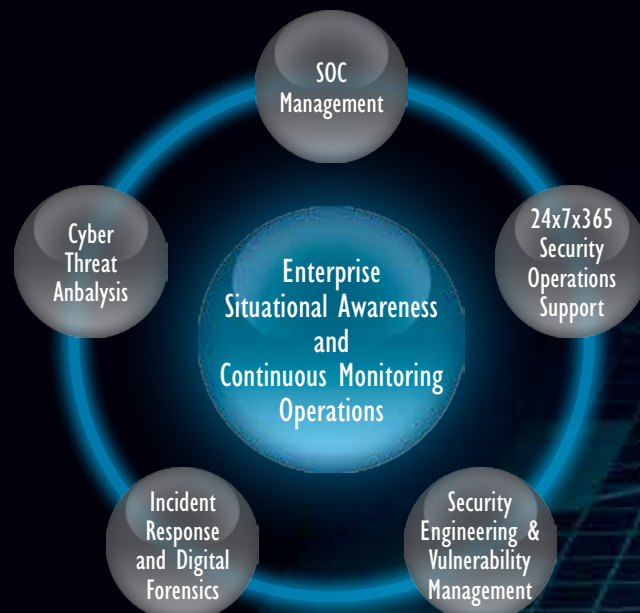 SOC
Management
24x7x365
Security
Operations
Support
Cyber
Threat
Anbalysis
Enterprise
Situational Awareness
and
Continuous Monitoring
Operations
Incident
Response
and Digital
Forensics
Security
Engineering &
Vulnerability
Management